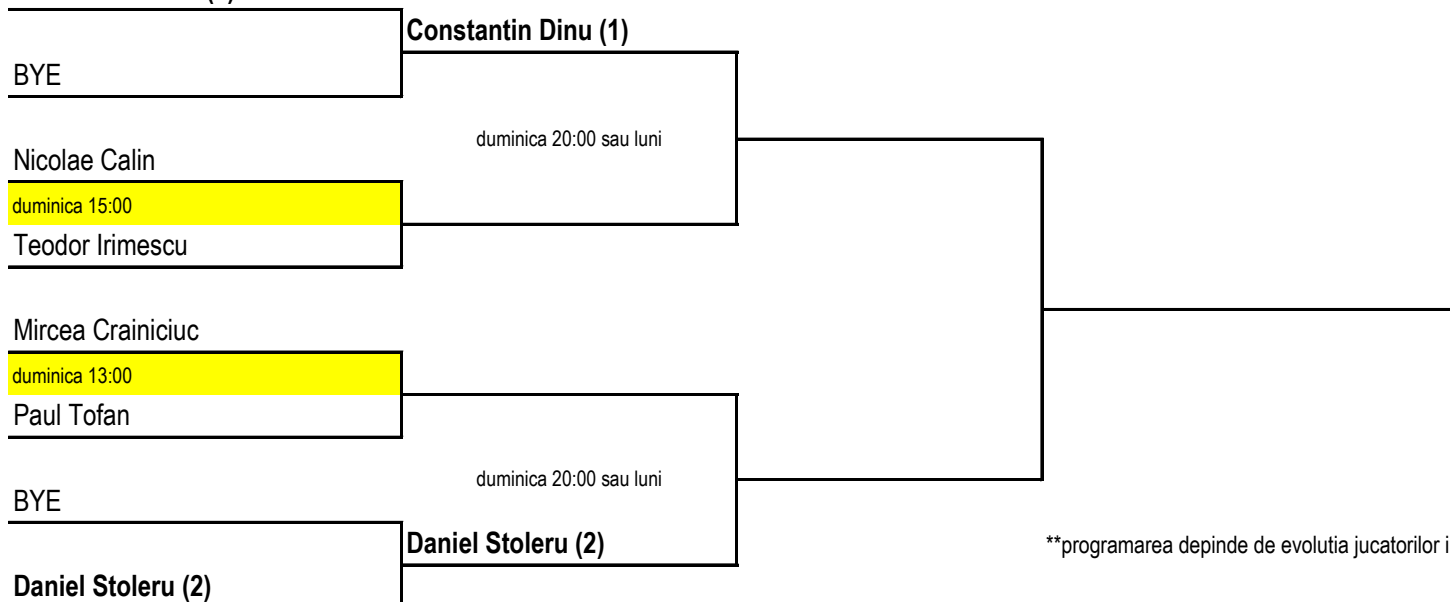 Constantin Dinu (1)
BYE
duminica 20:00 sau luni
Nicolae Calin
duminica 15:00
Teodor Irimescu
Mircea Crainiciuc
duminica 13:00
Paul Tofan
duminica 20:00 sau luni
BYE
Daniel Stoleru (2)
**programarea depinde de evolutia jucatorilor i
Daniel Stoleru (2)